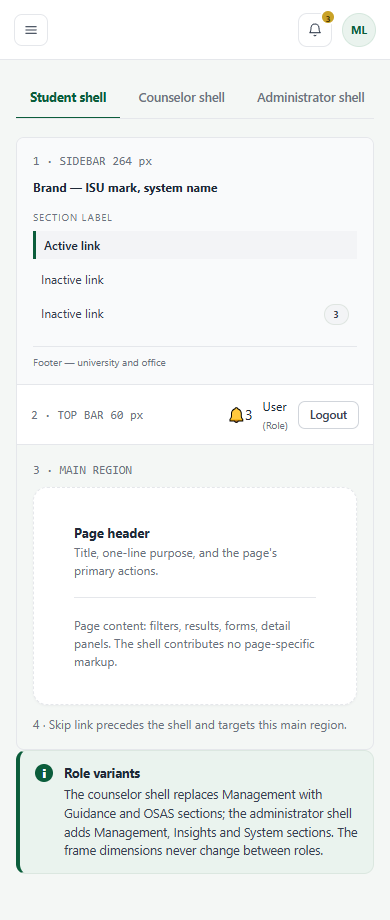 3
ML
Student shell
Counselor shell
Administrator shell
1 · SIDEBAR 264 px
Brand — ISU mark, system name
SECTION LABEL
Active link
Inactive link
Inactive link
3
Footer — university and office
2 · TOP BAR 60 px
3
User
(Role)
Logout
3 · MAIN REGION
Page header
Title, one-line purpose, and the page's
primary actions.
Page content: filters, results, forms, detail
panels. The shell contributes no page-specific
markup.
4 · Skip link precedes the shell and targets this main region.
Role variants
The counselor shell replaces Management with
Guidance and OSAS sections; the administrator shell
adds Management, Insights and System sections. The
frame dimensions never change between roles.